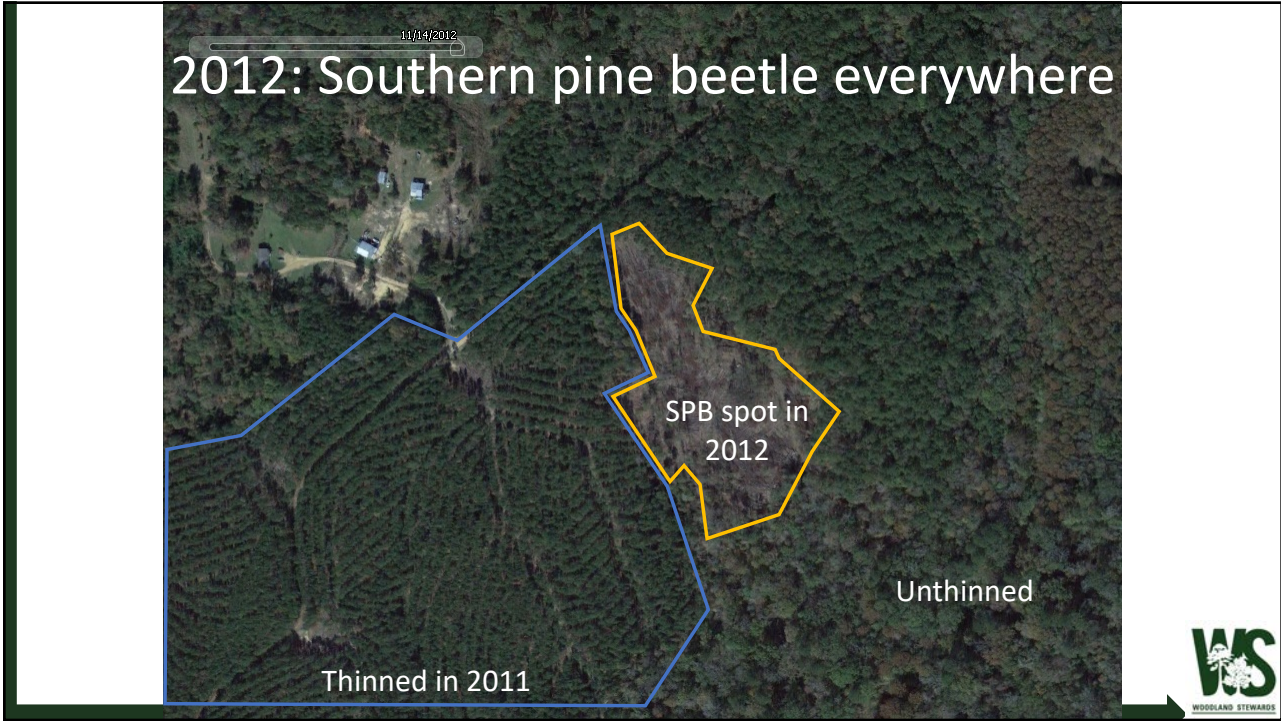 11/14/2012
2012: Southern pine beetle everywhere
SPB spot in
2012
Unthinned
Thinned in 2011
WS
WOODLAND STEWARDS